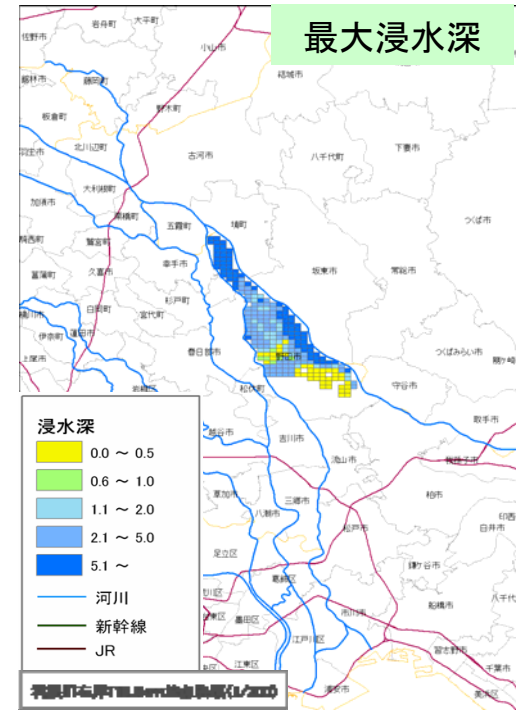 最大浸水深
岩舟町
大平町
佐野市
小山市
結城市
館林市
藤岡町
野木町
板倉町
下妻市
北川辺町
古河市
八千代町
羽生市
大利根町
加須市
栗橋町
つくば市
五霞町
境町
騎西町
鷲宮町
幸手市
坂東市
常総市
菖蒲町
久喜市
杉戸町
白岡町
宮代町
伊奈町
蓮田市
上尾市
春日部市
野田市
つくばみらい市
守谷市
松伏町
取手市
越谷市
吉川市
流山市
我孫子市
草加市
三郷市
柏市
八潮市
松戸市
印西
白井市
足立区
鎌ケ谷市
葛飾区
船橋市
八千代市
墨田区
市川市
江戸川区
習志野市
江東区
千葉市
浦安市
美浜区
浸水深
0.0 ～ 0.5
0.6 ～ 1.0
1.1 ～ 2.0
2.1 ～ 5.0
5.1 ～
河川
新幹線
JR